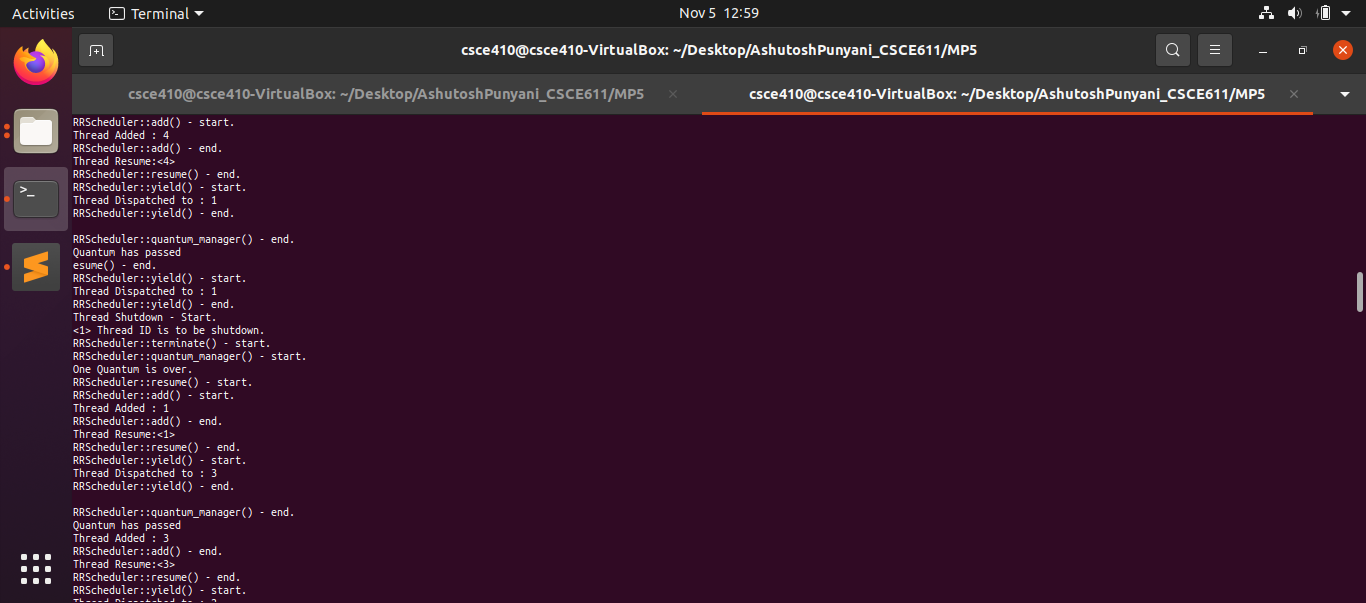 Activities
Terminal
Nov 5 12:59
csce410@csce410-VirtualBox: ~/Desktop/AshutoshPunyani_CSCE611/MP5
csce410@csce410-VirtualBox: ~/Desktop/AshutoshPunyani_CSCE611/MP5
csce410@csce410-VirtualBox: ~/Desktop/AshutoshPunyani_CSCE611/MP5
RRScheduler::add() - start.
Thread Added : 4
RRScheduler::add() - end.
Thread Resume:<4>
RRScheduler::resume() - end.
RRScheduler::yield() - start.
Thread Dispatched to : 1
RRScheduler::yield() - end.
RRScheduler::quantum_manager() - end.
Quantum has passed
esume() - end.
RRScheduler::yield() - start.
Thread Dispatched to : 1
RRScheduler::yield() - end.
Thread Shutdown - Start.
<1> Thread ID is to be shutdown.
RRScheduler::terminate() - start.
RRScheduler::quantum_manager() - start.
One Quantum is over.
RRScheduler::resume() - start.
RRScheduler::add() - start.
Thread Added : 1
RRScheduler::add() - end.
Thread Resume:<1>
RRScheduler::resume() - end.
RRScheduler::yield() - start.
Thread Dispatched to : 3
RRScheduler::yield() - end.
RRScheduler::quantum_manager() - end.
Quantum has passed
Thread Added : 3
RRScheduler::add() - end.
Thread Resume:<3>
RRScheduler::resume() - end.
RRScheduler::yield() - start.
Thread Dispatched to :